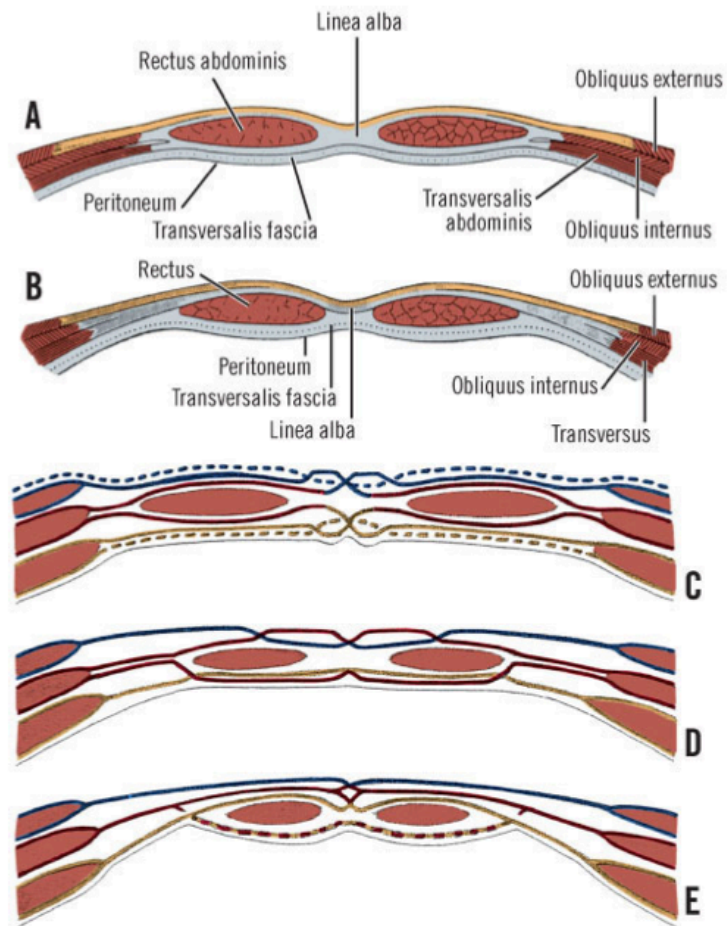 Linea alba
Rectus abdominis
Obliquus externus
A
Peritoneum
Transversalis fascia
Transversalis
abdominis
Obliquus internus
Rectus
B
Obliquus externus
Peritoneum
Transversalis fascia
Linea alba
Obliquus internus
Transversus
C
D
E